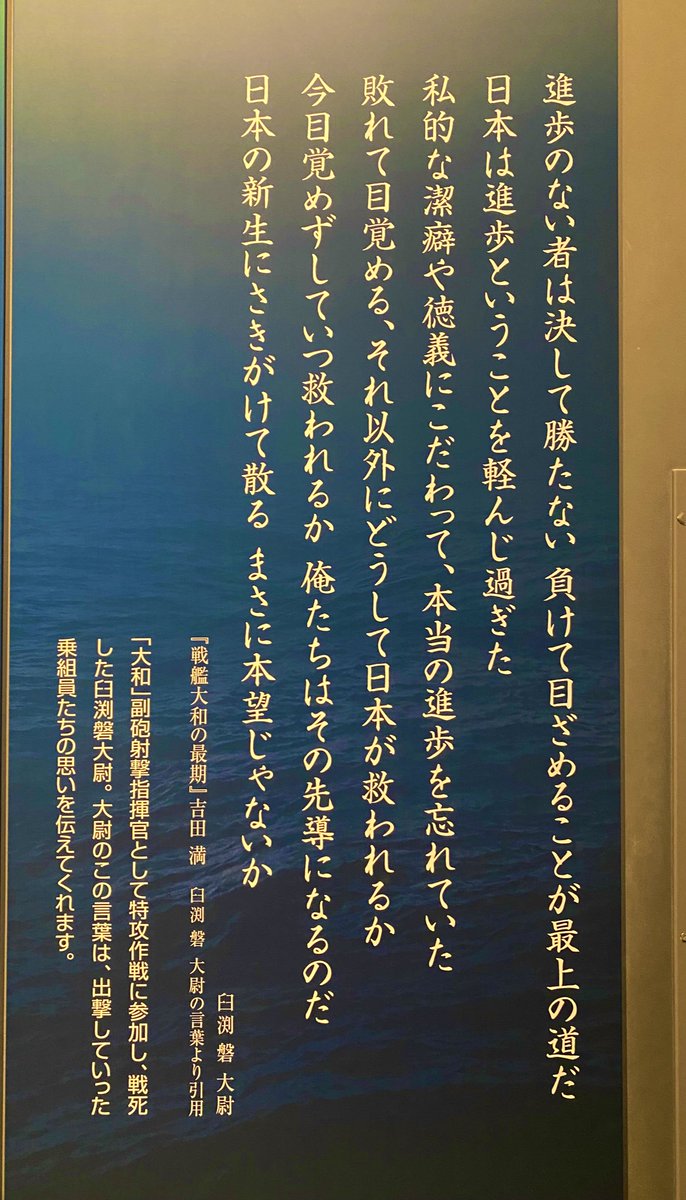 進歩のない者は決して勝たない 負けて目ざめることが最上の道だ
日本は進歩ということを軽んじ過ぎた
私的な潔癖や徳義にこだわって、本当の進歩を忘れていた
敗れて目覚める、それ以外にどうして日本が救われるか
今目覚めずしていつ救われるか 俺たちはその先導になるのだ
日本の新生にさきがけて散る まさに本望じゃないか
臼渕 磐 大尉
『戦艦大和の最期』吉田 満 臼渕 磐 大尉の言葉より引用
「大和」副砲射撃指揮官として特攻作戦に参加し、戦死
した臼渕磐大尉。大尉のこの言葉は、出撃していった
乗組員たちの思いを伝えてくれます。